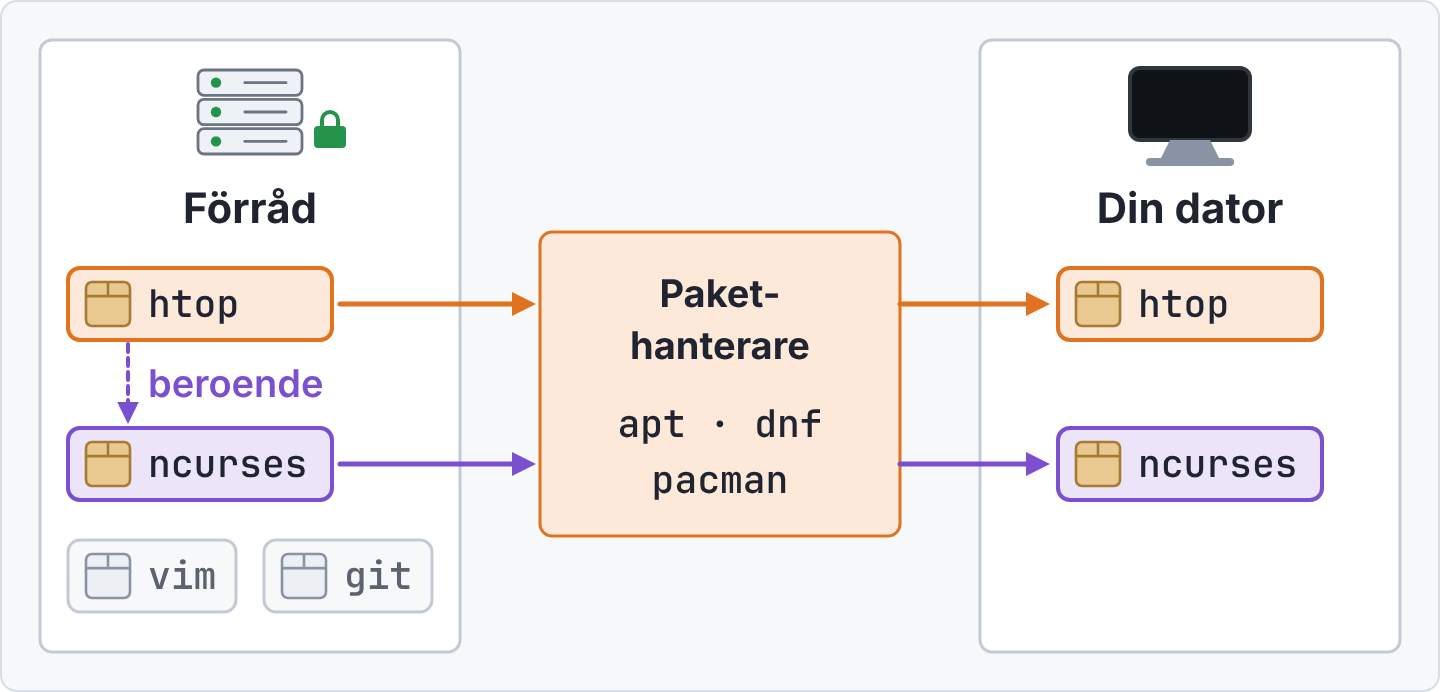 Förråd
htop
beroende
ncurses
vim
git
Paket-
hanterare
apt · dnf
pacman
Din dator
htop
ncurses